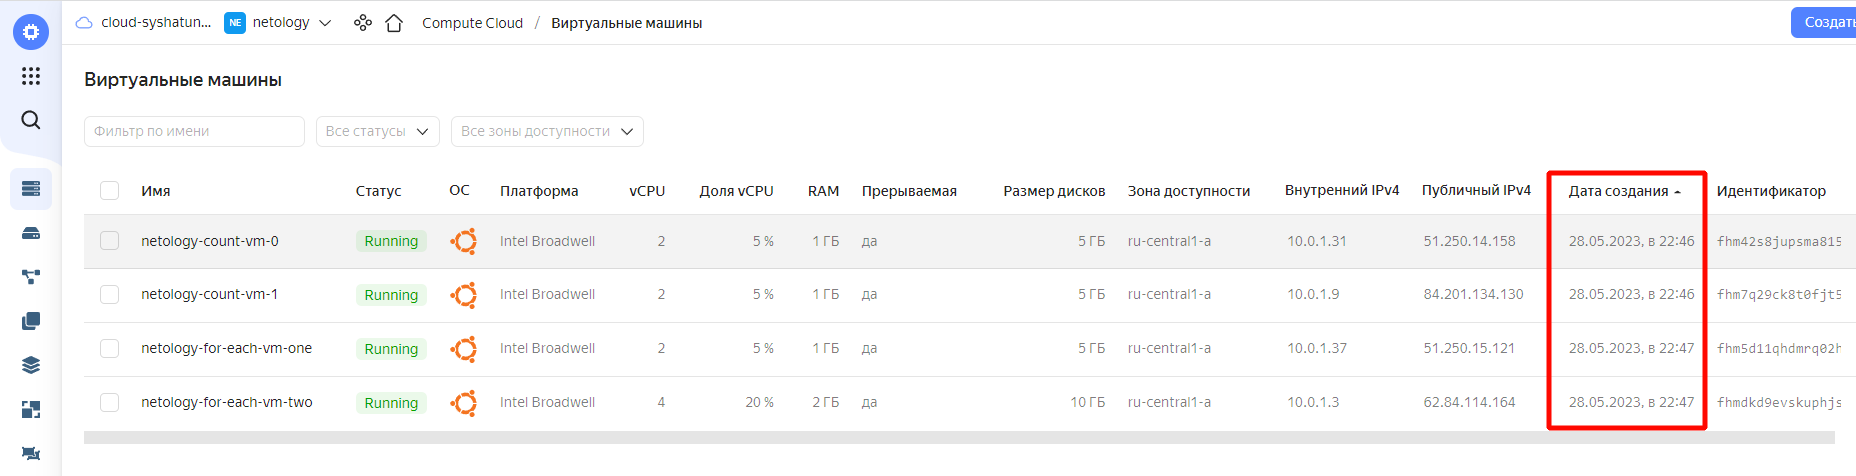 cloud-syshatun... NE netology Compute Cloud / Виртуальные машины Создать
Виртуальные машины
Фильтр по имени Все статусы Все зоны доступности
Имя Статус ОС Платформа vCPU Доля vCPU RAM Прерываемая Размер дисков Зона доступности Внутренний IPv4 Публичный IPv4 Дата создания Идентификатор
netology-count-vm-0 Running Intel Broadwell 2 5 % 1 ГБ да 5 ГБ ru-central1-a 10.0.1.31 51.250.14.158 28.05.2023, в 22:46 fhm42s8jupsma815
netology-count-vm-1 Running Intel Broadwell 2 5 % 1 ГБ да 5 ГБ ru-central1-a 10.0.1.9 84.201.134.130 28.05.2023, в 22:46 fhm7q29ck8t0fjt5
netology-for-each-vm-one Running Intel Broadwell 2 5 % 1 ГБ да 5 ГБ ru-central1-a 10.0.1.37 51.250.15.121 28.05.2023, в 22:47 fhm5d11qhdmrq02h
netology-for-each-vm-two Running Intel Broadwell 4 20 % 2 ГБ да 10 ГБ ru-central1-a 10.0.1.3 62.84.114.164 28.05.2023, в 22:47 fhmdkd9evskuphjs